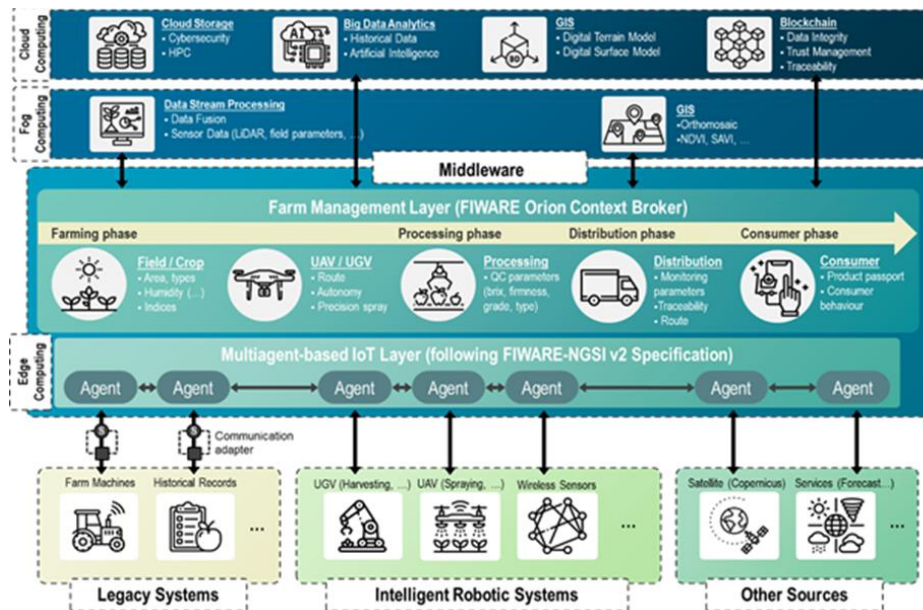 Cloud Computing
Cloud Storage
▪ Cybersecurity
▪ HPC
AI
Big Data Analytics
▪ Historical Data
▪ Artificial Intelligence
3D
GIS
▪ Digital Terrain Model
▪ Digital Surface Model
Blockchain
▪ Data Integrity
▪ Trust Management
▪ Traceability
Fog Computing
Data Stream Processing
▪ Data Fusion
▪ Sensor Data (LiDAR, field parameters, …)
GIS
▪ Orthomosaic
▪ NDVI, SAVI, …
Middleware
Farm Management Layer (FIWARE Orion Context Broker)
Farming phase
Processing phase
Distribution phase
Consumer phase
Field / Crop
▪ Area, types
▪ Humidity (…)
▪ Indices
UAV / UGV
▪ Route
▪ Autonomy
▪ Precision spray
Processing
▪ QC parameters
(brix, firmness,
grade, type)
Distribution
▪ Monitoring
parameters
▪Traceability
▪ Route
Consumer
▪ Product passport
▪ Consumer
behaviour
Edge Computing
Multiagent-based IoT Layer (following FIWARE-NGSI v2 Specification)
Agent
Agent
Agent
Agent
Agent
Agent
Agent
Communication
adapter
Farm Machines
Historical Records
...
UGV (Harvesting, …)
UAV (Spraying, …)
Wireless Sensors
...
Satellite (Copernicus)
Services (Forecast…)
...
Legacy Systems
Intelligent Robotic Systems
Other Sources